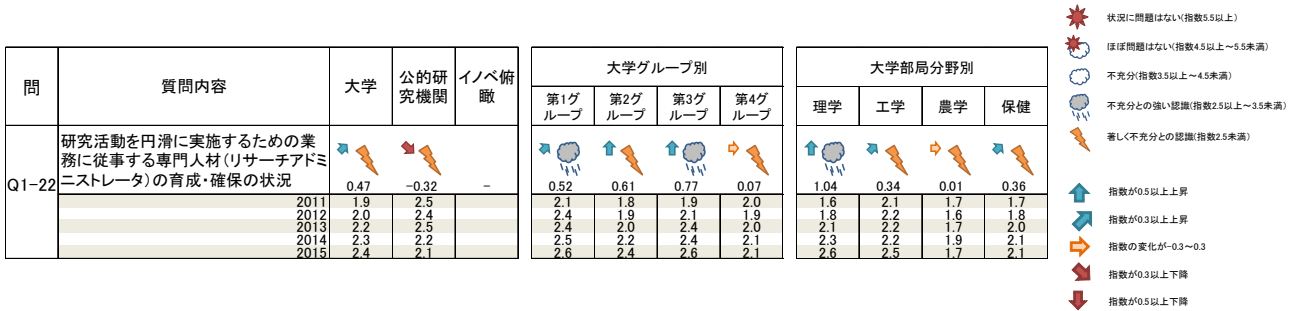 状況に問題はない(指数5.5以上)
ほぼ問題はない(指数4.5以上～5.5未満)
不充分(指数3.5以上～4.5未満)
不充分との強い認識(指数2.5以上～3.5未満)
著しく不充分との認識(指数2.5未満)
問 質問内容 大学 公的研究機関 イノベ俯瞰
大学グループ別
第1グループ 第2グループ 第3グループ 第4グループ
大学部局分野別
理学 工学 農学 保健
Q1-22
研究活動を円滑に実施するための業
務に従事する専門人材(リサーチアドミ
ニストレータ)の育成・確保の状況
0.47 -0.32 - 0.52 0.61 0.77 0.07 1.04 0.34 0.01 0.36
2011 1.9 2.5 2.1 1.8 1.9 2.0 1.6 2.1 1.7 1.7
2012 2.0 2.4 2.4 1.9 2.1 1.9 1.8 2.2 1.6 1.8
2013 2.2 2.5 2.4 2.0 2.4 2.0 2.1 2.2 1.7 2.0
2014 2.3 2.2 2.5 2.2 2.4 2.1 2.3 2.2 1.9 2.1
2015 2.4 2.1 2.6 2.4 2.6 2.1 2.6 2.5 1.7 2.1
指数が0.5以上上昇
指数が0.3以上上昇
指数の変化が-0.3～0.3
指数が0.3以上下降
指数が0.5以上下降